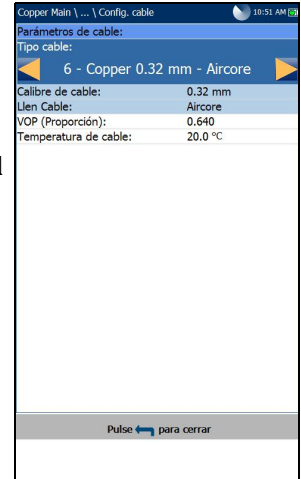 Copper Main \ ... \ Config. cable 10:51 AM
Parámetros de cable:
Tipo cable:
6 - Copper 0.32 mm - Aircore
Calibre de cable: 0.32 mm
Llen Cable: Aircore
VOP (Proporción): 0.640
Temperatura de cable: 20.0 °C
Pulse para cerrar